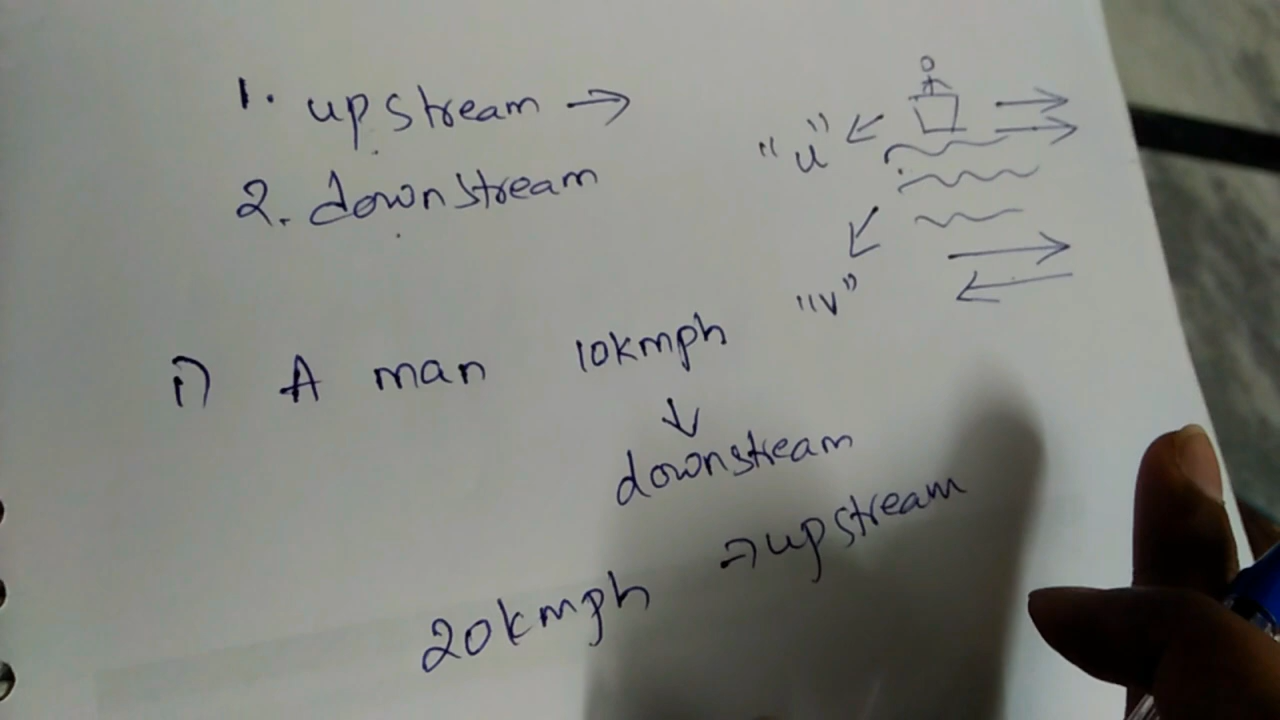 1. upstream →
2. downstream
"u"
"v"
i) A man 10kmph
↓
downstream
20kmph ⇒upstream